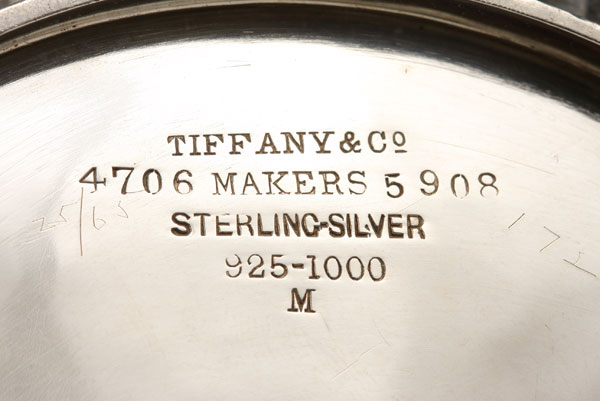 TIFFANY & Cº
4706 MAKERS 5908
STERLING-SILVER
925-1000
M